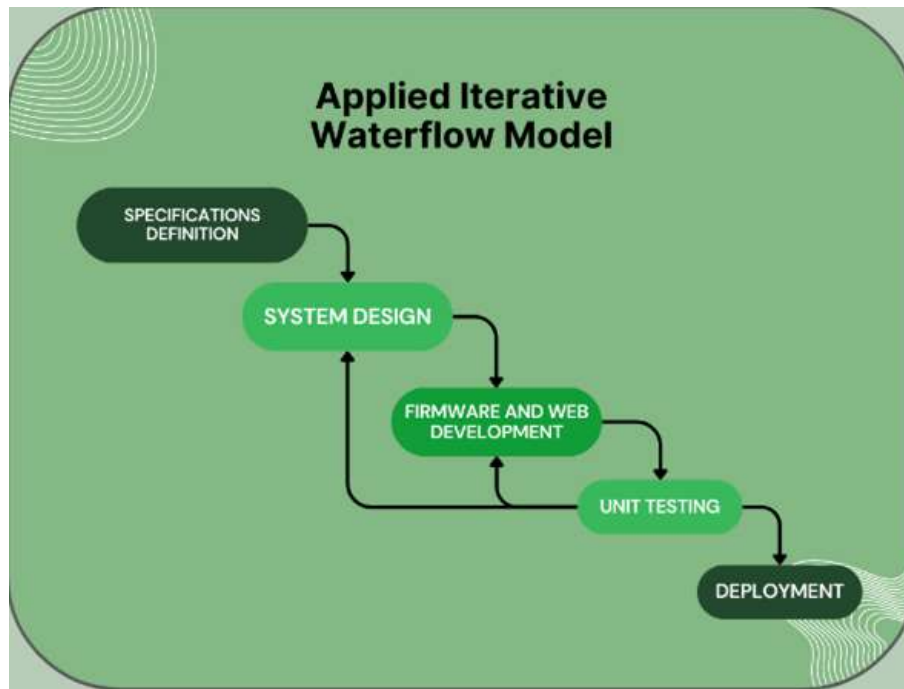 Applied Iterative
Waterflow Model
SPECIFICATIONS
DEFINITION
SYSTEM DESIGN
FIRMWARE AND WEB
DEVELOPMENT
UNIT TESTING
DEPLOYMENT